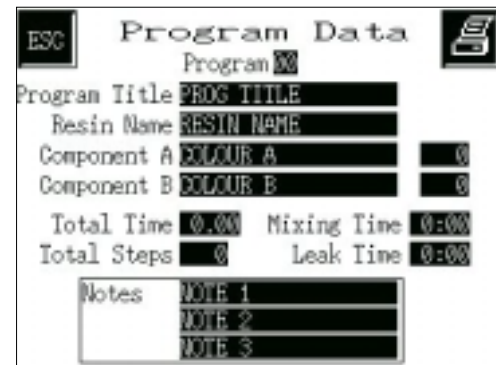 ESC
Program Data
Program 00
Program Title PROG TITLE
Resin Name RESIN NAME
Component A COLOUR A 0
Component B COLOUR B 0
Total Time 0.00 Mixing Time 0:00
Total Steps 0 Leak Time 0:00
Notes NOTE 1
NOTE 2
NOTE 3